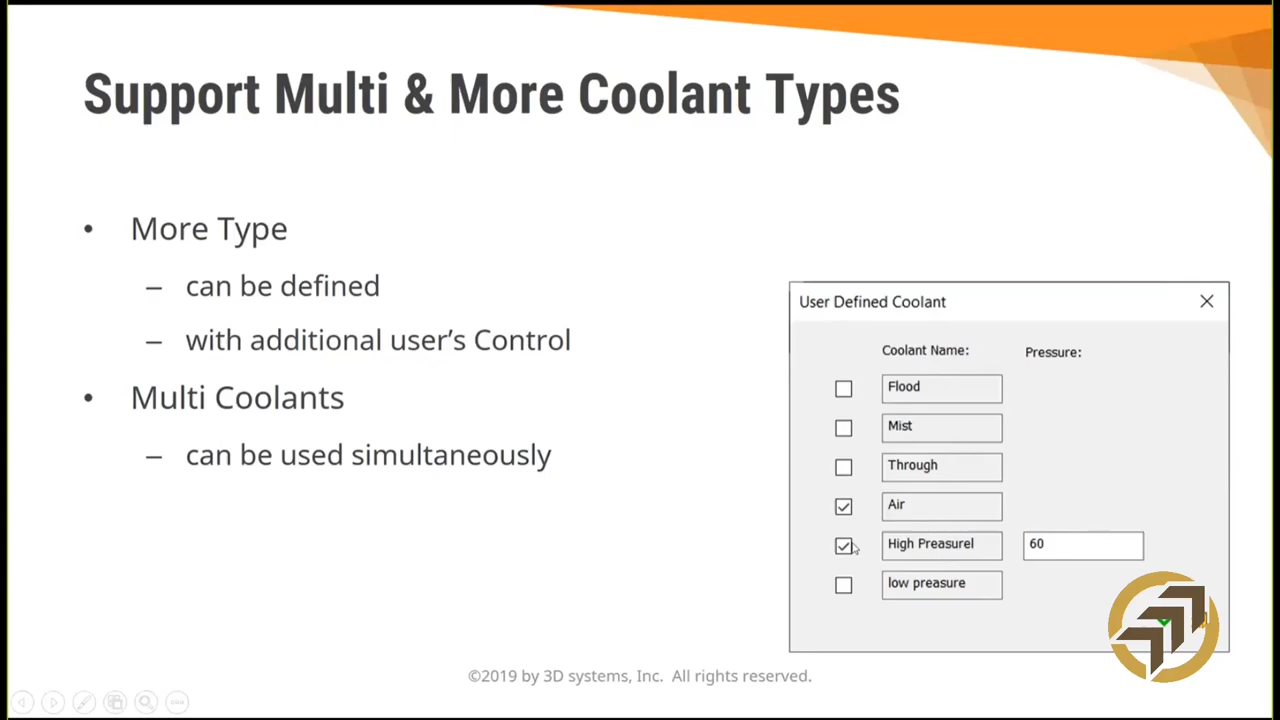 Support Multi & More Coolant Types
• More Type
– can be defined
– with additional user's Control
• Multi Coolants
– can be used simultaneously
User Defined Coolant
Coolant Name: Pressure:
Flood
Mist
Through
Air
High Preasurel 60
low preasure
©2019 by 3D systems, Inc. All rights reserved.